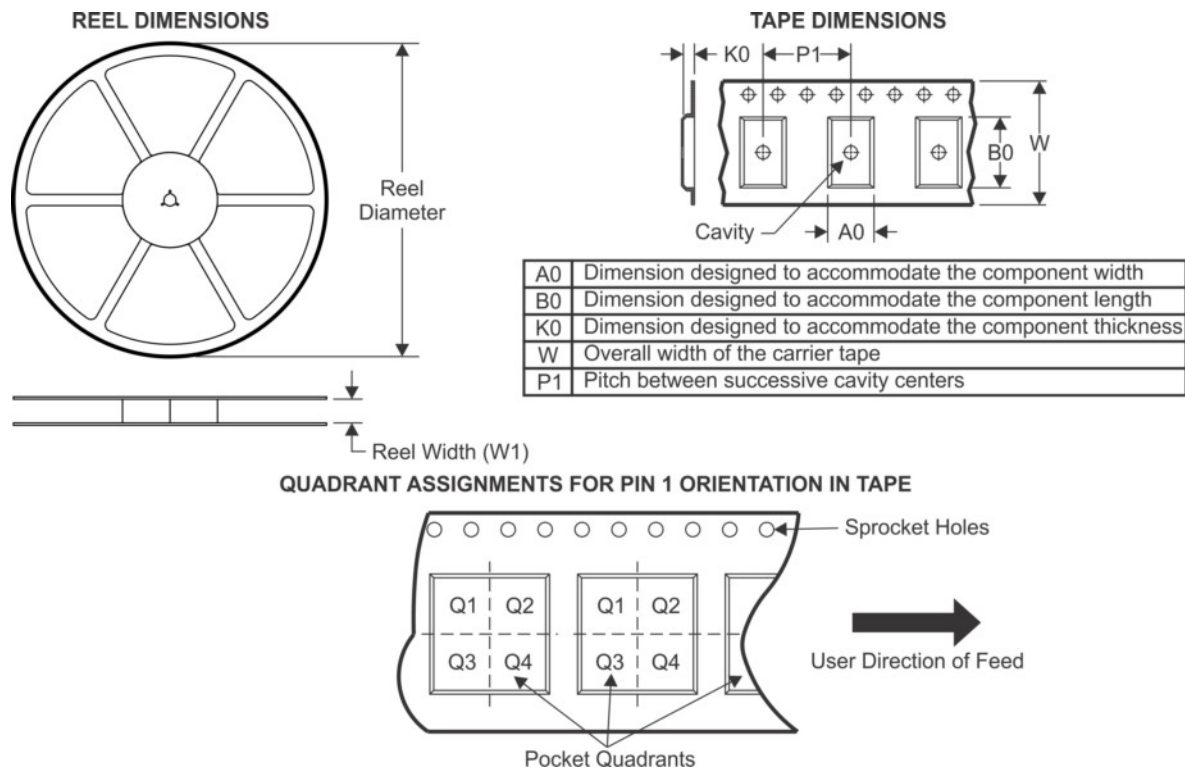 REEL DIMENSIONS
Reel
Diameter
Reel Width (W1)
TAPE DIMENSIONS
K0
P1
B0
W
Cavity
A0
A0 Dimension designed to accommodate the component width
B0 Dimension designed to accommodate the component length
K0 Dimension designed to accommodate the component thickness
W Overall width of the carrier tape
P1 Pitch between successive cavity centers
QUADRANT ASSIGNMENTS FOR PIN 1 ORIENTATION IN TAPE
Sprocket Holes
Q1 Q2 Q1 Q2
Q3 Q4 Q3 Q4
User Direction of Feed
Pocket Quadrants